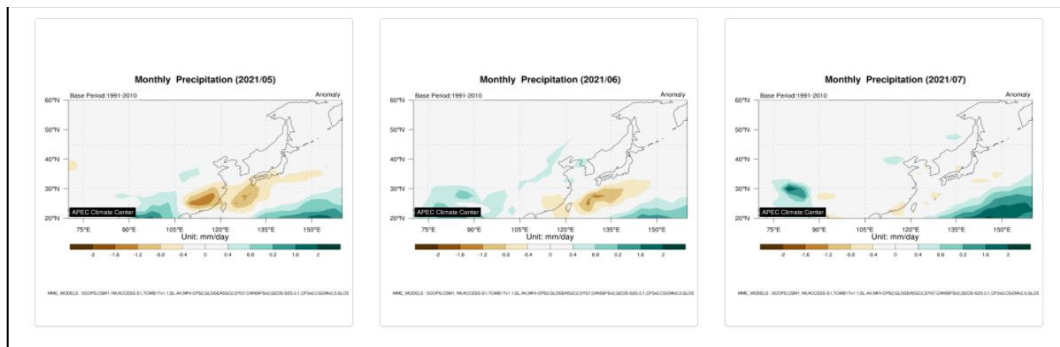 Monthly Precipitation (2021/05)
Base Period:1991-2010 Anomaly
60°N
50°N
40°N
30°N
20°N
APEC Climate Center
75°E 90°E 105°E 120°E 135°E 150°E
Unit: mm/day
-2 -1.6 -1.2 -0.8 -0.4 0 0.4 0.8 1.2 1.6 2
Monthly Precipitation (2021/06)
Base Period:1991-2010 Anomaly
60°N
50°N
40°N
30°N
20°N
APEC Climate Center
75°E 90°E 105°E 120°E 135°E 150°E
Unit: mm/day
-2 -1.6 -1.2 -0.8 -0.4 0 0.4 0.8 1.2 1.6 2
Monthly Precipitation (2021/07)
Base Period:1991-2010 Anomaly
60°N
50°N
40°N
30°N
20°N
APEC Climate Center
75°E 90°E 105°E 120°E 135°E 150°E
Unit: mm/day
-2 -1.6 -1.2 -0.8 -0.4 0 0.4 0.8 1.2 1.6 2